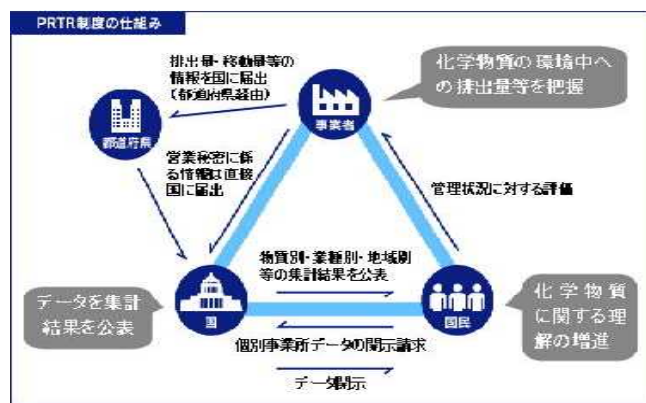 PRTR制度の仕組み
排出量・移動量等の
情報を国に届出
(都道府県経由)
化学物質の環境中へ
の排出量等を把握
事業者
都道府県
営業秘密に係
る情報は直接
国に届出
管理状況に対する評価
物質別・業種別・地域別
等の集計結果を公表
データを集計
結果を公表
国
国民
化学物質
に関する理
解の増進
個別事業所データの開示請求
データ開示